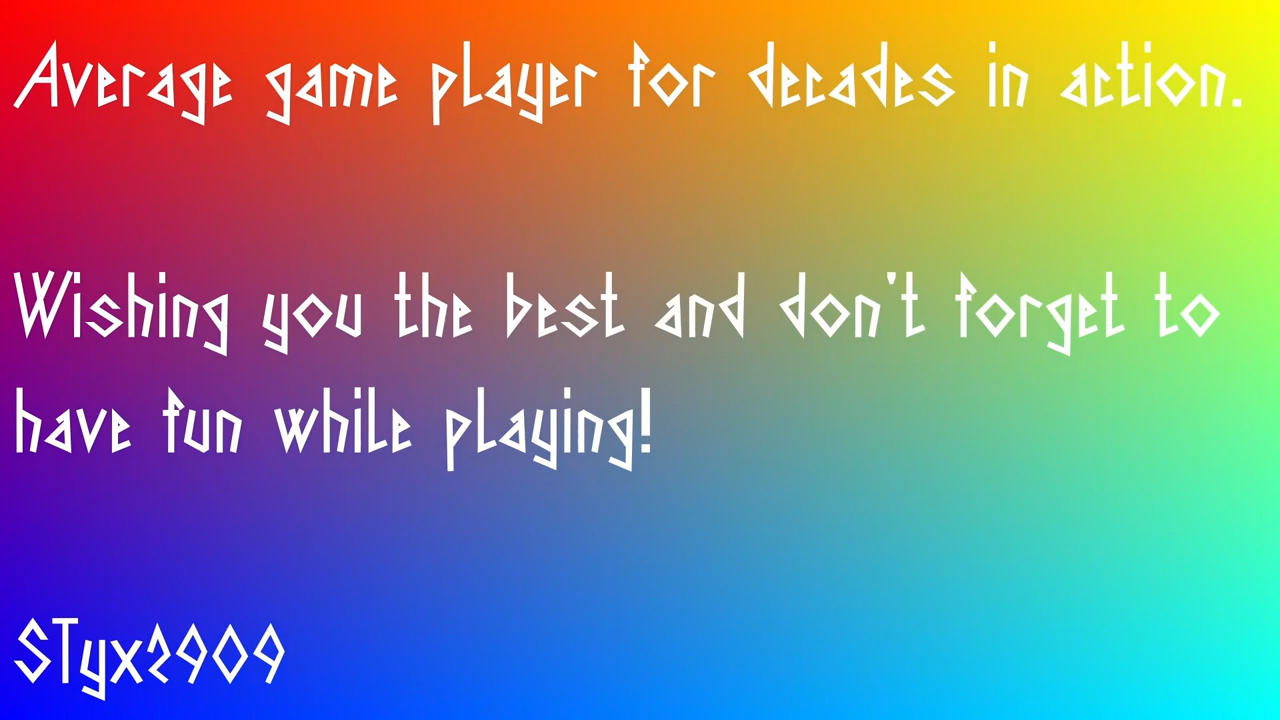 Average game player for decades in action.
Wishing you the best and don't forget to
have fun while playing!
STyx2909